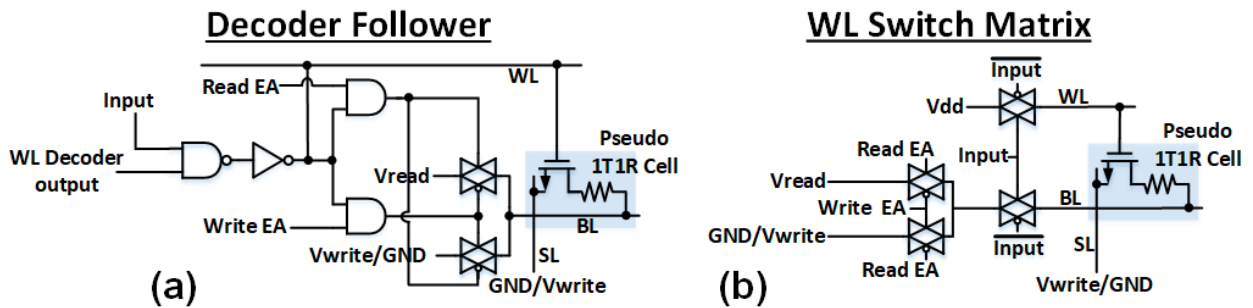 Decoder Follower
WL
Read EA
Input
WL Decoder
output
Write EA
Vread
Vwrite/GND
Pseudo
1T1R Cell
BL
SL
GND/Vwrite
(a)
WL Switch Matrix
Input
Vdd
WL
Pseudo
1T1R Cell
Read EA
Input
Vread
Write EA
BL
GND/Vwrite
Input
SL
Read EA
Vwrite/GND
(b)